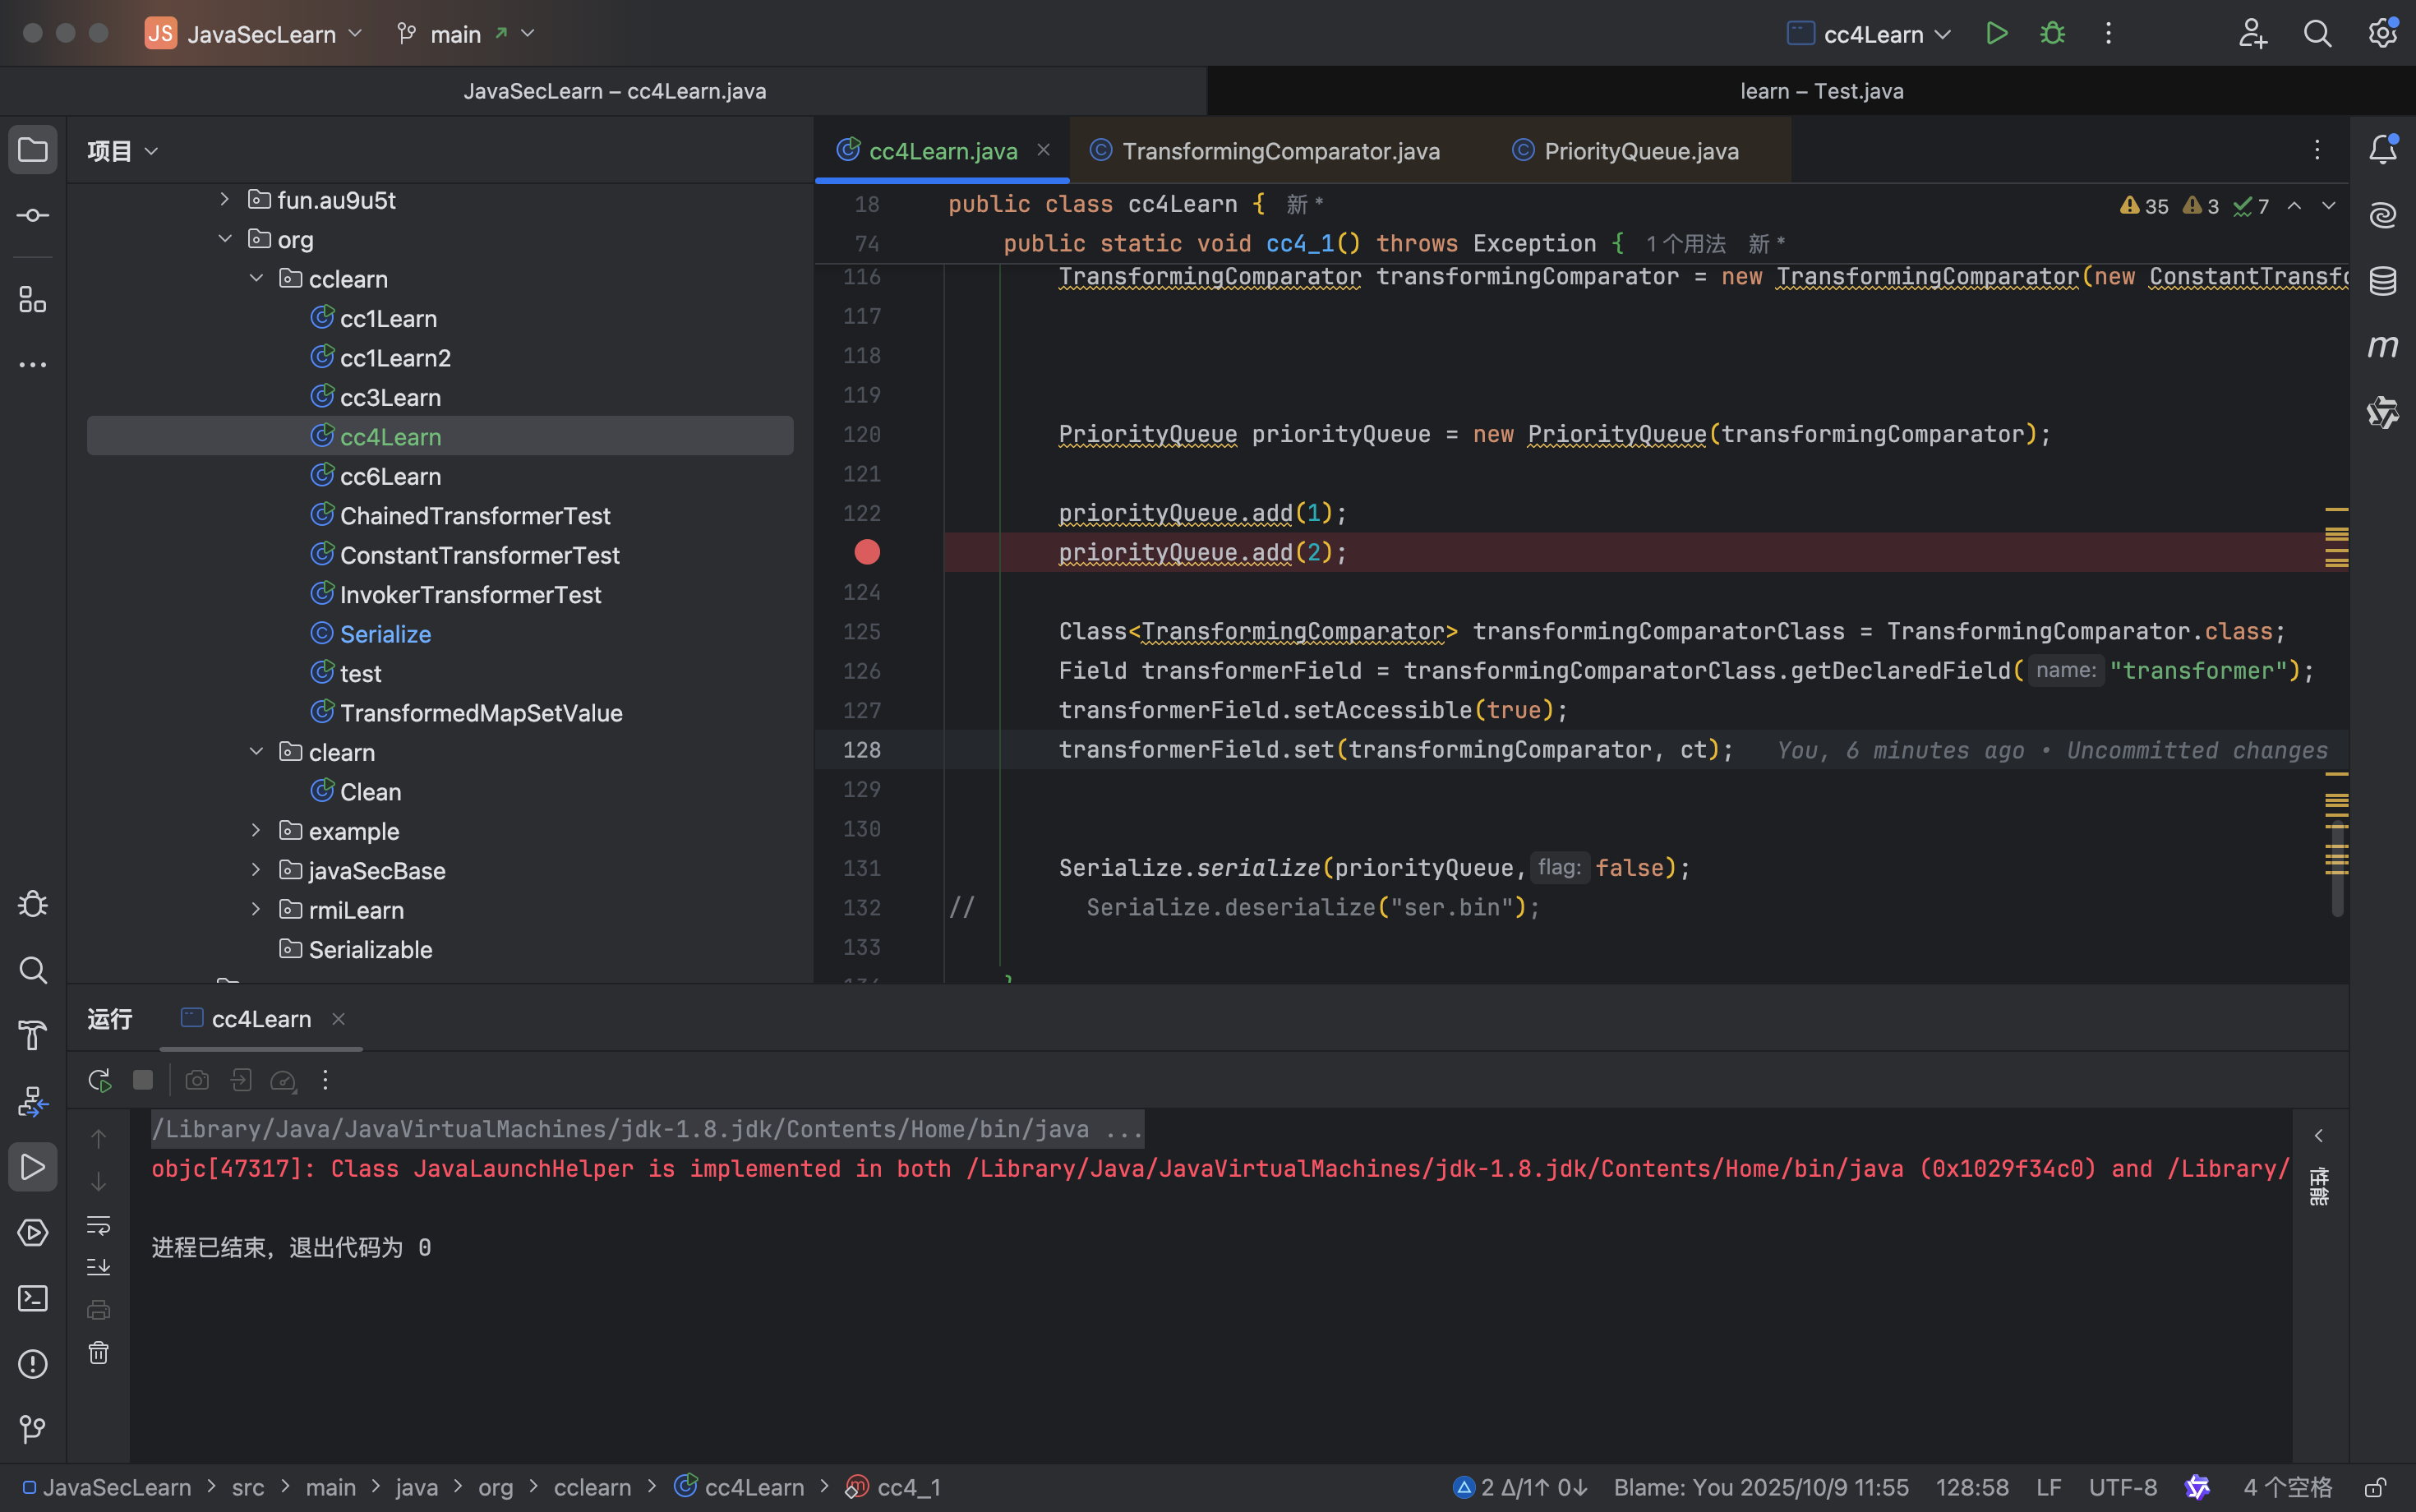 JS JavaSecLearn main cc4Learn
JavaSecLearn – cc4Learn.java learn – Test.java
项目
fun.au9u5t
org
cclearn
cc1Learn
cc1Learn2
cc3Learn
cc4Learn
cc6Learn
ChainedTransformerTest
ConstantTransformerTest
InvokerTransformerTest
Serialize
test
TransformedMapSetValue
clearn
Clean
example
javaSecBase
rmiLearn
Serializable
cc4Learn.java TransformingComparator.java PriorityQueue.java
18 public class cc4Learn { 新 * 35 3 7
74 public static void cc4_1() throws Exception { 1 个用法 新 *
116 TransformingComparator transformingComparator = new TransformingComparator(new ConstantTransfo
117
118
119
120 PriorityQueue priorityQueue = new PriorityQueue(transformingComparator);
121
122 priorityQueue.add(1);
priorityQueue.add(2);
124
125 Class<TransformingComparator> transformingComparatorClass = TransformingComparator.class;
126 Field transformerField = transformingComparatorClass.getDeclaredField( name: "transformer");
127 transformerField.setAccessible(true);
128 transformerField.set(transformingComparator, ct); You, 6 minutes ago • Uncommitted changes
129
130
131 Serialize.serialize(priorityQueue, flag: false);
132 // Serialize.deserialize("ser.bin");
133
}
运行 cc4Learn
/Library/Java/JavaVirtualMachines/jdk-1.8.jdk/Contents/Home/bin/java ...
objc[47317]: Class JavaLaunchHelper is implemented in both /Library/Java/JavaVirtualMachines/jdk-1.8.jdk/Contents/Home/bin/java (0x1029f34c0) and /Library/
进程已结束，退出代码为 0
性能
JavaSecLearn > src > main > java > org > cclearn > cc4Learn > cc4_1 2 Δ/1↑ 0↓ Blame: You 2025/10/9 11:55 128:58 LF UTF-8 4 个空格